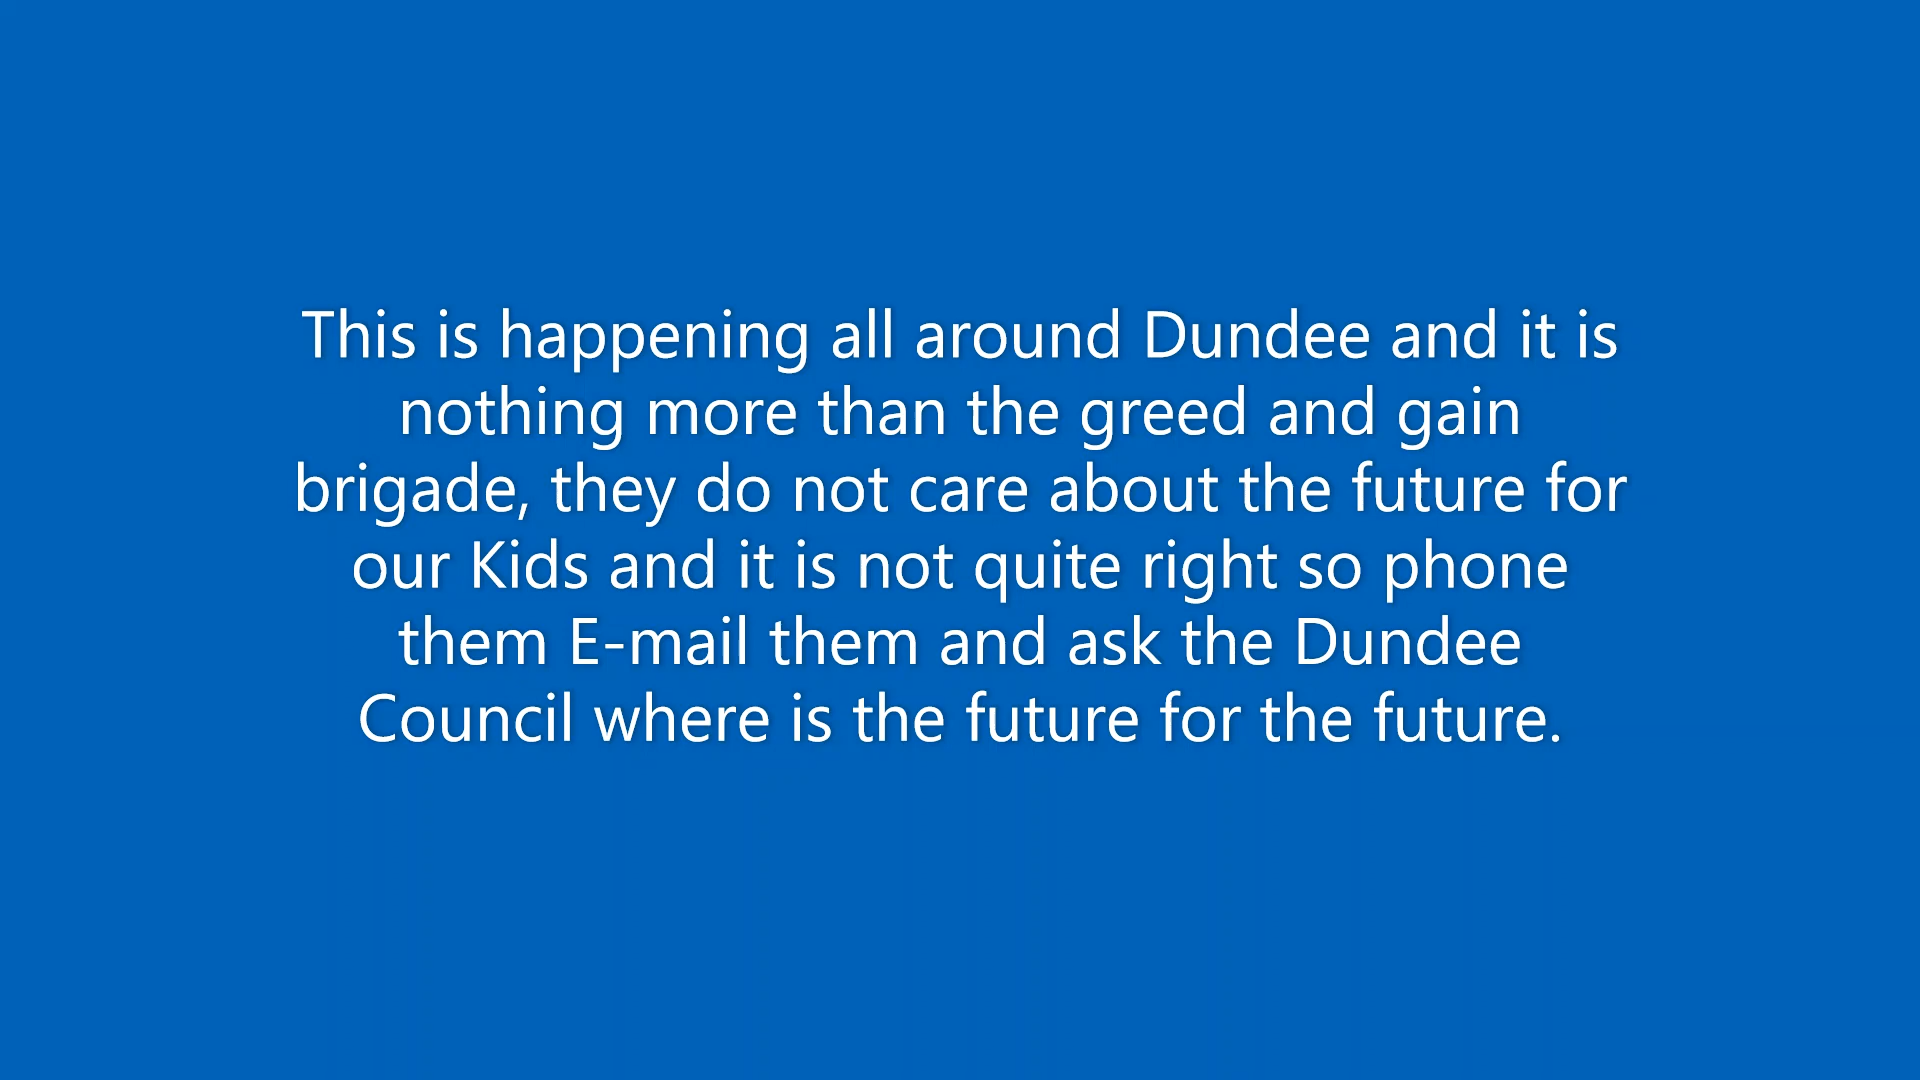 This is happening all around Dundee and it is
nothing more than the greed and gain
brigade, they do not care about the future for
our Kids and it is not quite right so phone
them E-mail them and ask the Dundee
Council where is the future for the future.